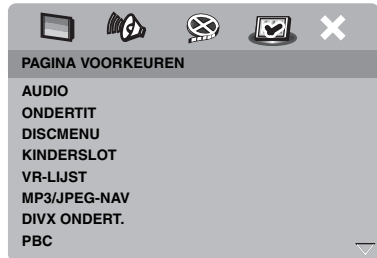 PAGINA VOORKEUREN
AUDIO
ONDERTIT
DISCMENU
KINDERSLOT
VR-LIJST
MP3/JPEG-NAV
DIVX ONDERT.
PBC